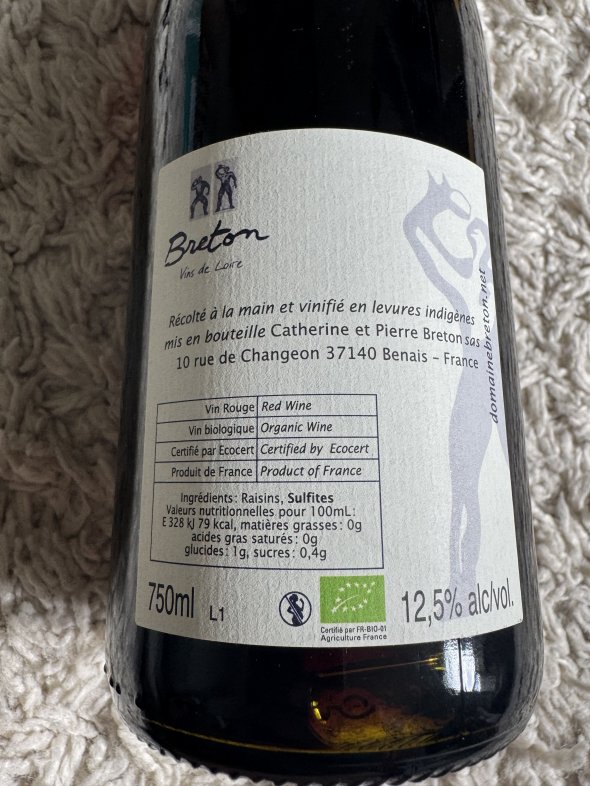 Breton
Vins de Loire
Récolté à la main et vinifié en levures indigènes
mis en bouteille Catherine et Pierre Breton sas
10 rue de Changeon 37140 Benais - France
domainebreton.net
Vin Rouge Red Wine
Vin biologique Organic Wine
Certifié par Ecocert Certified by Ecocert
Produit de France Product of France
Ingrédients: Raisins, Sulfites
Valeurs nutritionnelles pour 100mL:
E 328 kJ 79 kcal, matières grasses: 0g
acides gras saturés: 0g
glucides: 1g, sucres: 0,4g
750ml L1
12,5% alc/vol.
Certifié par FR-BIO-01
Agriculture France